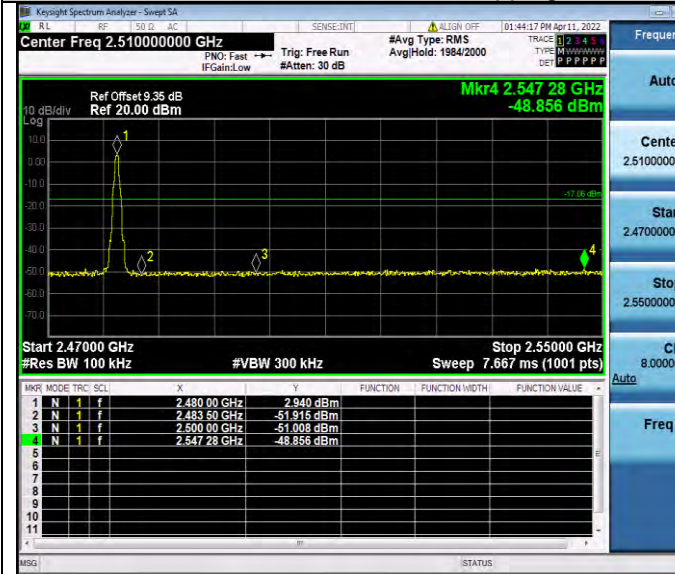 Keysight Spectrum Analyzer - Swept SA
RL RF 50 Ω AC SENSE:INT ALIGN OFF 01:44:17 PM Apr 11, 2022
Center Freq 2.510000000 GHz
PNO: Fast
IFGain:Low
Trig: Free Run
#Atten: 30 dB
#Avg Type: RMS
Avg|Hold: 1984/2000
TRACE 1 2 3 4 5 6
TYPE M WWWWW
DET P P P P P P
Ref Offset 9.35 dB
10 dB/div Ref 20.00 dBm
Log
Mkr4 2.547 28 GHz
-48.856 dBm
10.0
0.00
-10.0
-20.0
-30.0
-40.0
-50.0
-60.0
-70.0
1
2
3
4
-17.06 dBm
Start 2.47000 GHz Stop 2.55000 GHz
#Res BW 100 kHz #VBW 300 kHz Sweep 7.667 ms (1001 pts)
MKR MODE TRC SCL X Y FUNCTION FUNCTION WIDTH FUNCTION VALUE
1 N 1 f 2.480 00 GHz 2.940 dBm
2 N 1 f 2.483 50 GHz -51.915 dBm
3 N 1 f 2.500 00 GHz -51.008 dBm
4 N 1 f 2.547 28 GHz -48.856 dBm
5
6
7
8
9
10
11
MSG STATUS
Frequen
Auto
Cente
2.5100000
Star
2.4700000
Sto
2.5500000
C
8.0000
Auto
Freq